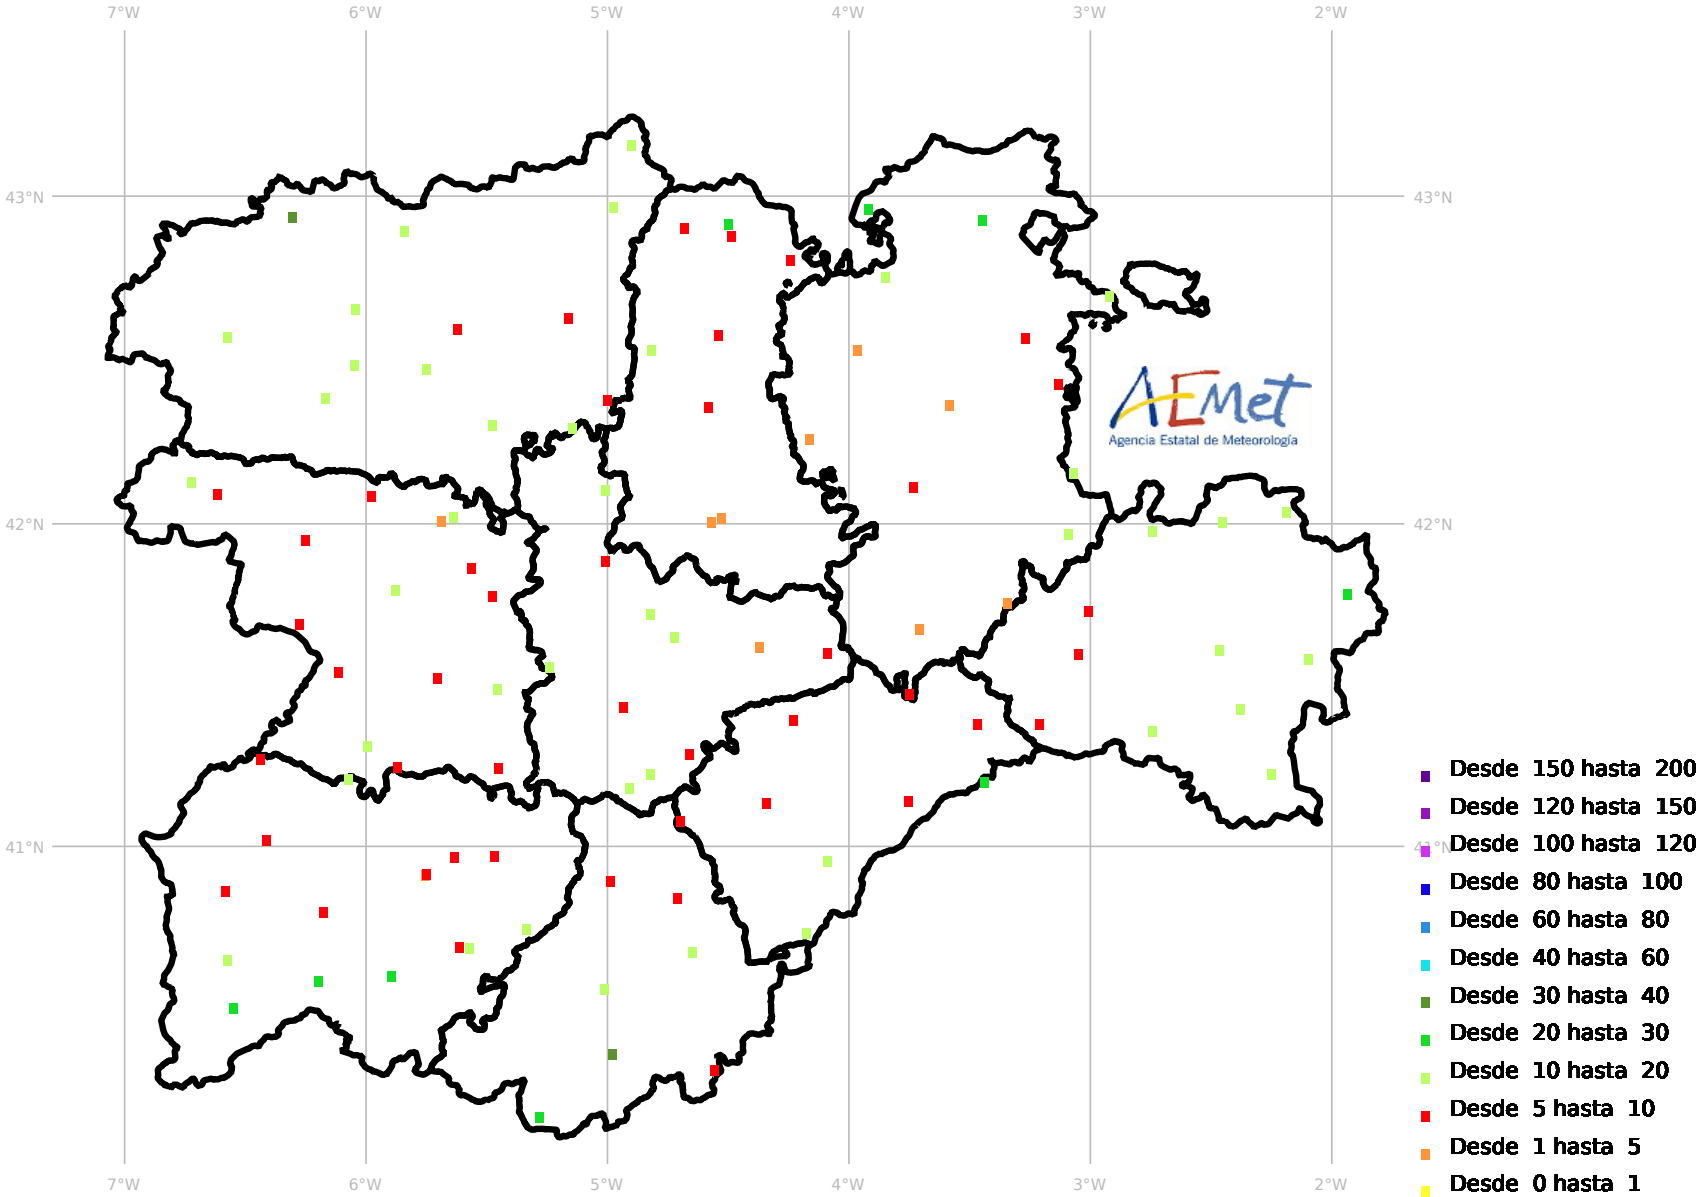 7°W 6°W 5°W 4°W 3°W 2°W
43°N 43°N
AEMet
Agencia Estatal de Meteorología
42°N 42°N
Desde 150 hasta 200
Desde 120 hasta 150
41°N Desde 100 hasta 120 41°N
Desde 80 hasta 100
Desde 60 hasta 80
Desde 40 hasta 60
Desde 30 hasta 40
Desde 20 hasta 30
Desde 10 hasta 20
Desde 5 hasta 10
Desde 1 hasta 5
Desde 0 hasta 1
7°W 6°W 5°W 4°W 3°W 2°W